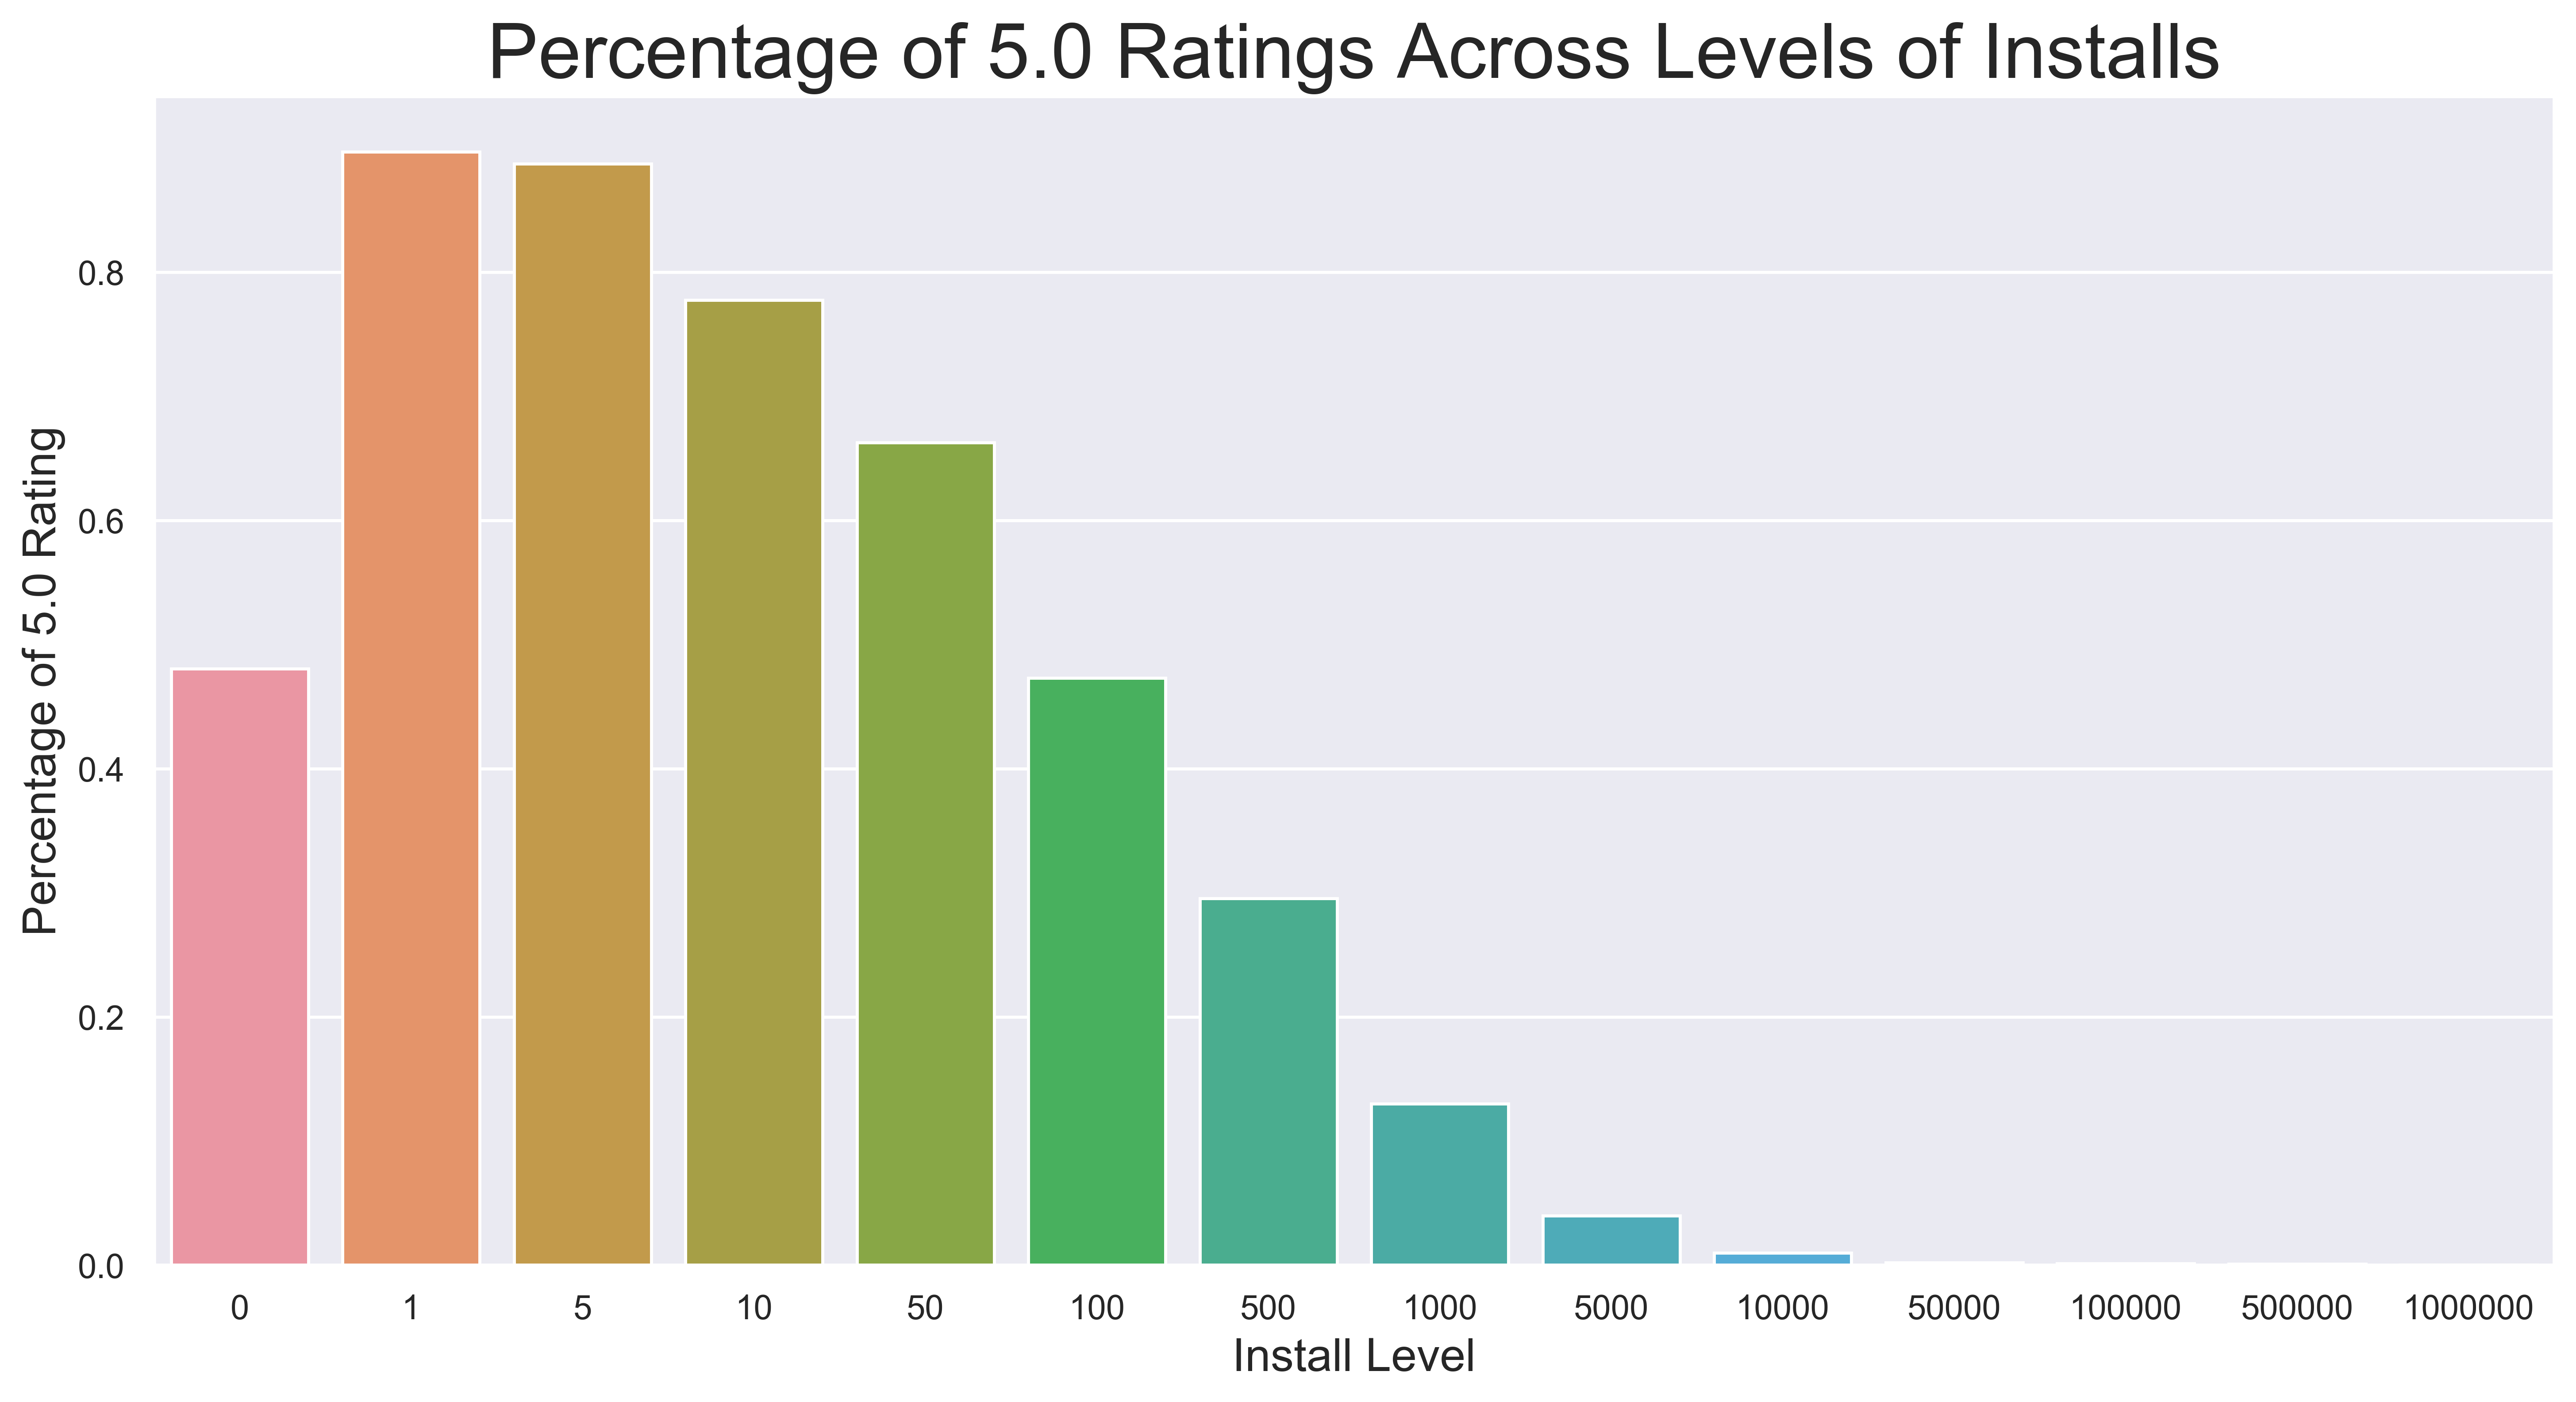 Percentage of 5.0 Ratings Across Levels of Installs
Percentage of 5.0 Rating
0.8
0.6
0.4
0.2
0.0
0 1 5 10 50 100 500 1000 5000 10000 50000 100000 500000 1000000
Install Level